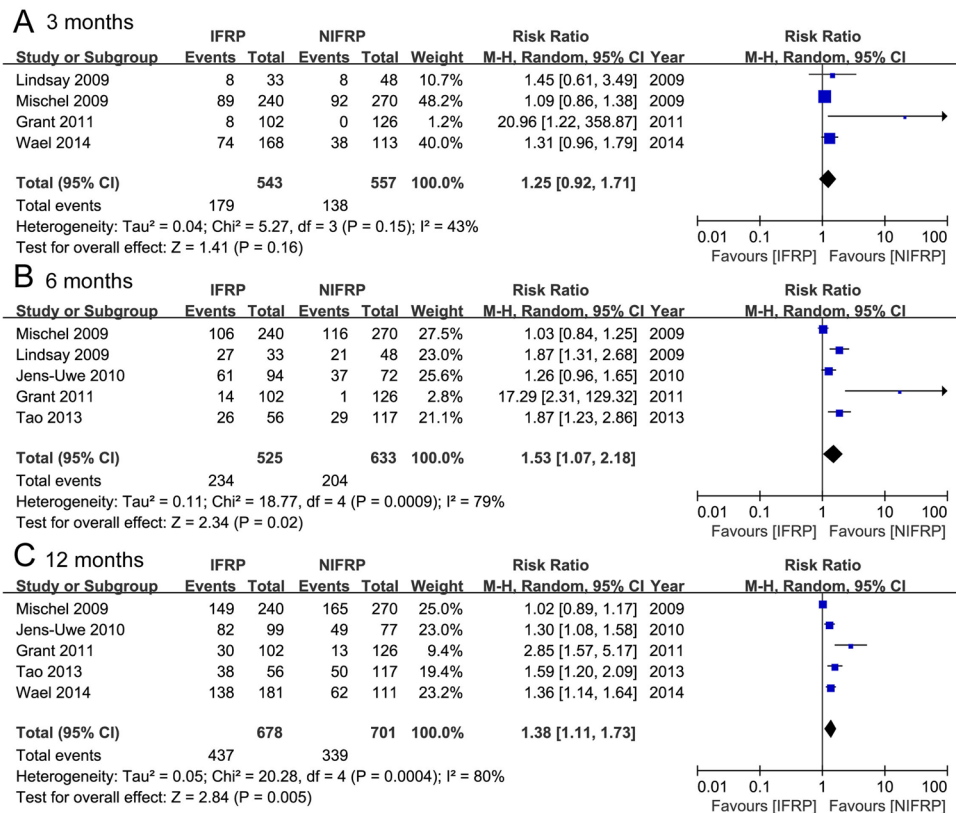 A 3 months
IFRP NIFRP Risk Ratio Risk Ratio
Study or Subgroup Events Total Events Total Weight M-H, Random, 95% CI Year M-H, Random, 95% CI
Lindsay 2009 8 33 8 48 10.7% 1.45 [0.61, 3.49] 2009
Mischel 2009 89 240 92 270 48.2% 1.09 [0.86, 1.38] 2009
Grant 2011 8 102 0 126 1.2% 20.96 [1.22, 358.87] 2011
Wael 2014 74 168 38 113 40.0% 1.31 [0.96, 1.79] 2014
Total (95% CI) 543 557 100.0% 1.25 [0.92, 1.71]
Total events 179 138
Heterogeneity: Tau² = 0.04; Chi² = 5.27, df = 3 (P = 0.15); I² = 43%
Test for overall effect: Z = 1.41 (P = 0.16)
0.01 0.1 1 10 100
Favours [IFRP] Favours [NIFRP]
B 6 months
IFRP NIFRP Risk Ratio Risk Ratio
Study or Subgroup Events Total Events Total Weight M-H, Random, 95% CI Year M-H, Random, 95% CI
Mischel 2009 106 240 116 270 27.5% 1.03 [0.84, 1.25] 2009
Lindsay 2009 27 33 21 48 23.0% 1.87 [1.31, 2.68] 2009
Jens-Uwe 2010 61 94 37 72 25.6% 1.26 [0.96, 1.65] 2010
Grant 2011 14 102 1 126 2.8% 17.29 [2.31, 129.32] 2011
Tao 2013 26 56 29 117 21.1% 1.87 [1.23, 2.86] 2013
Total (95% CI) 525 633 100.0% 1.53 [1.07, 2.18]
Total events 234 204
Heterogeneity: Tau² = 0.11; Chi² = 18.77, df = 4 (P = 0.0009); I² = 79%
Test for overall effect: Z = 2.34 (P = 0.02)
0.01 0.1 1 10 100
Favours [IFRP] Favours [NIFRP]
C 12 months
IFRP NIFRP Risk Ratio Risk Ratio
Study or Subgroup Events Total Events Total Weight M-H, Random, 95% CI Year M-H, Random, 95% CI
Mischel 2009 149 240 165 270 25.0% 1.02 [0.89, 1.17] 2009
Jens-Uwe 2010 82 99 49 77 23.0% 1.30 [1.08, 1.58] 2010
Grant 2011 30 102 13 126 9.4% 2.85 [1.57, 5.17] 2011
Tao 2013 38 56 50 117 19.4% 1.59 [1.20, 2.09] 2013
Wael 2014 138 181 62 111 23.2% 1.36 [1.14, 1.64] 2014
Total (95% CI) 678 701 100.0% 1.38 [1.11, 1.73]
Total events 437 339
Heterogeneity: Tau² = 0.05; Chi² = 20.28, df = 4 (P = 0.0004); I² = 80%
Test for overall effect: Z = 2.84 (P = 0.005)
0.01 0.1 1 10 100
Favours [IFRP] Favours [NIFRP]